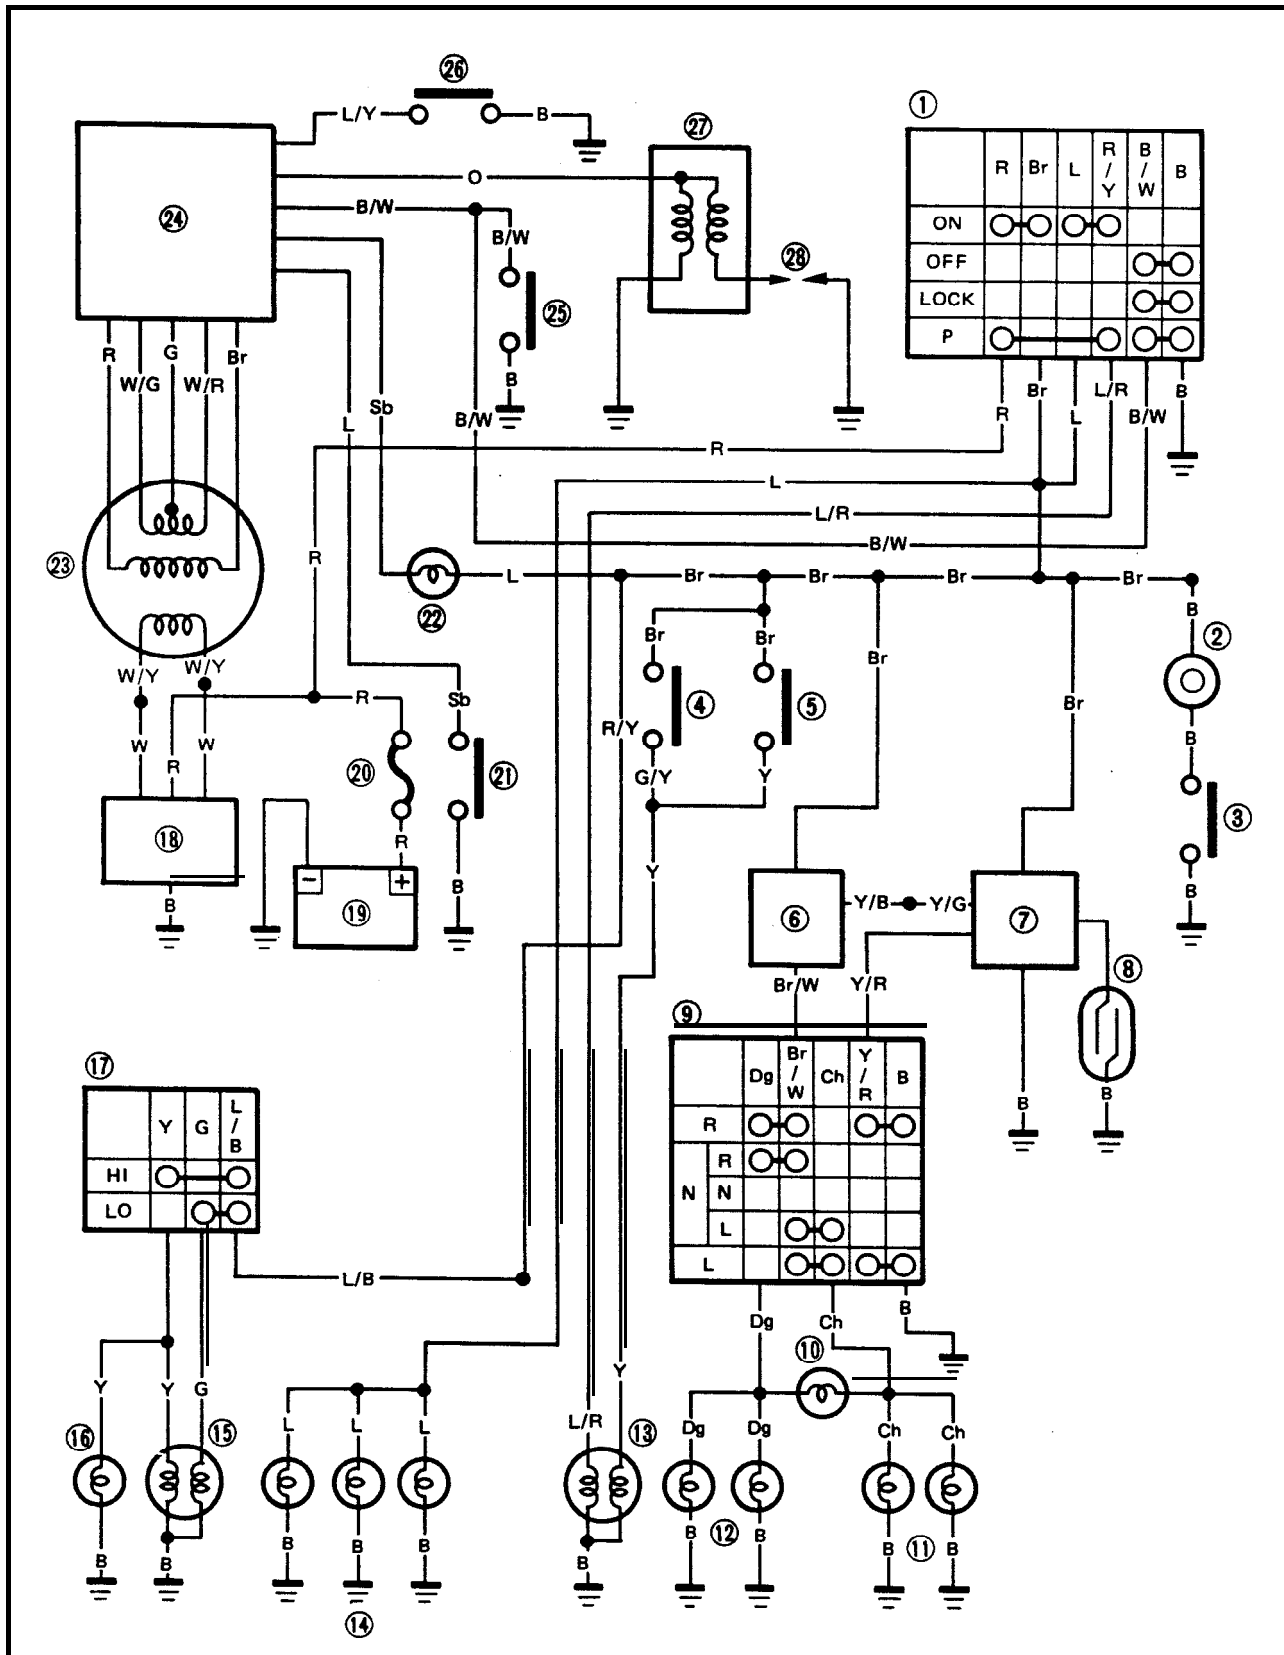 26
L/Y
B
27
1
R Br L R/Y B/W B
ON
OFF
LOCK
P
24
O
B/W
B/W
28
25
R
W/G
G
W/R
Br
B
Sb
L
B/W
R
Br
L
L/R
B/W
B
R
L
L/R
B/W
23
R
L
Br
Br
Br
Br
22
B
2
W/Y
W/Y
Br
Br
Br
Br
R
Sb
4
5
R/Y
B
W
R
W
20
21
G/Y
Y
3
18
R
B
Y
B
- +
19
B
6
Y/B
Y/G
7
Br/W
Y/R
8
9
17
Dg Br/W Ch Y/R B
B
B
Y G L/B
R
HI
N R
LO
N
L
L
L/B
Dg
Ch
B
10
Y
Y
G
Y
L
L
L
L/R
13
Dg
Dg
Ch
Ch
16
15
B
B
B
B
B
B
12
B
B
11
B
B
B
14